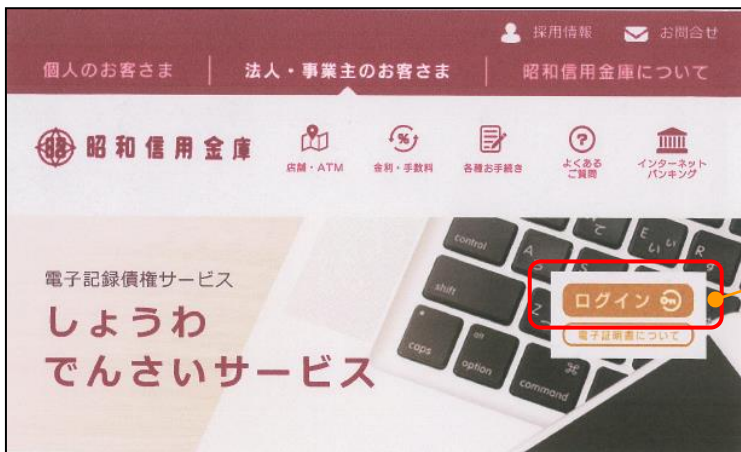 採用情報 お問合せ
個人のお客さま 法人・事業主のお客さま 昭和信用金庫について
昭和信用金庫
店舗・ATM
金利・手数料
各種お手続き
よくある
ご質問
インターネット
バンキング
電子記録債権サービス
しょうわ
でんさいサービス
ログイン
電子証明書について
control
A
E
い
R
て
shift
Z
caps
option
command
⌘